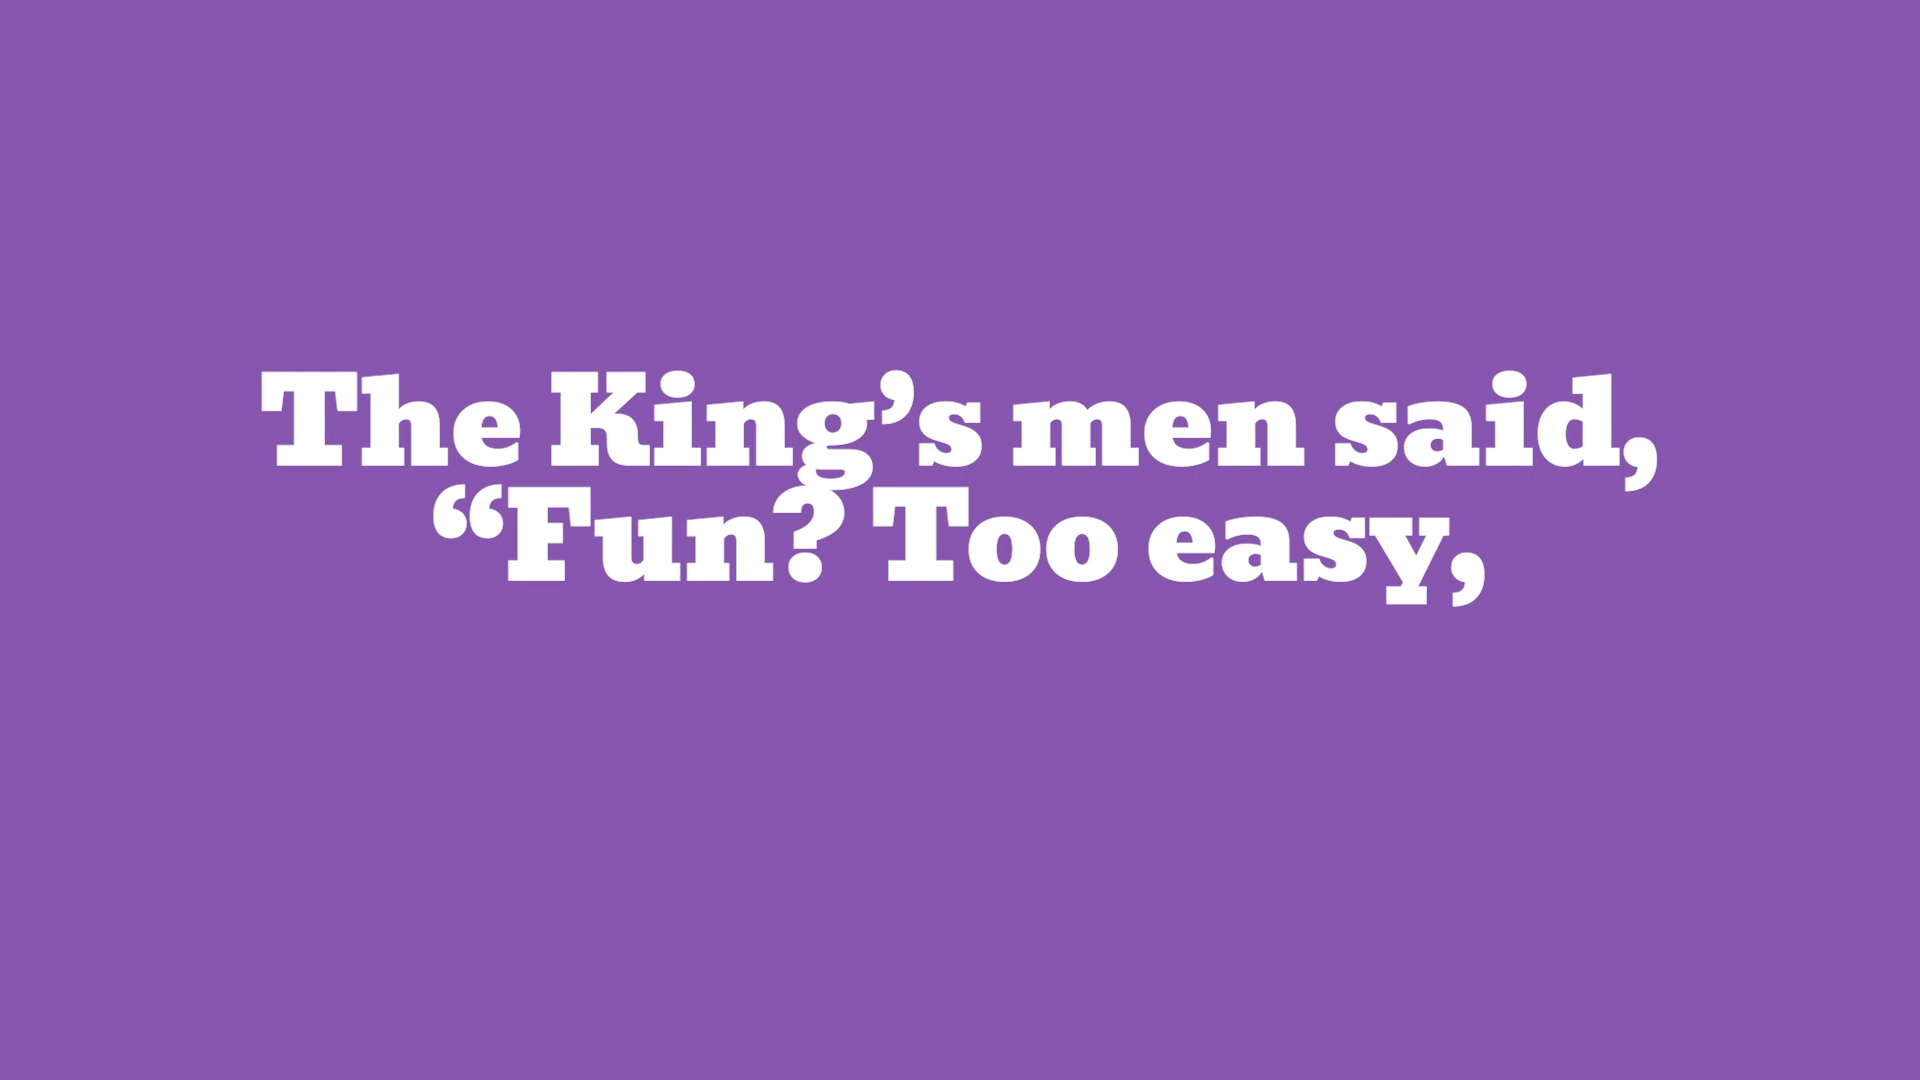 The King’s men said,
“Fun? Too easy,